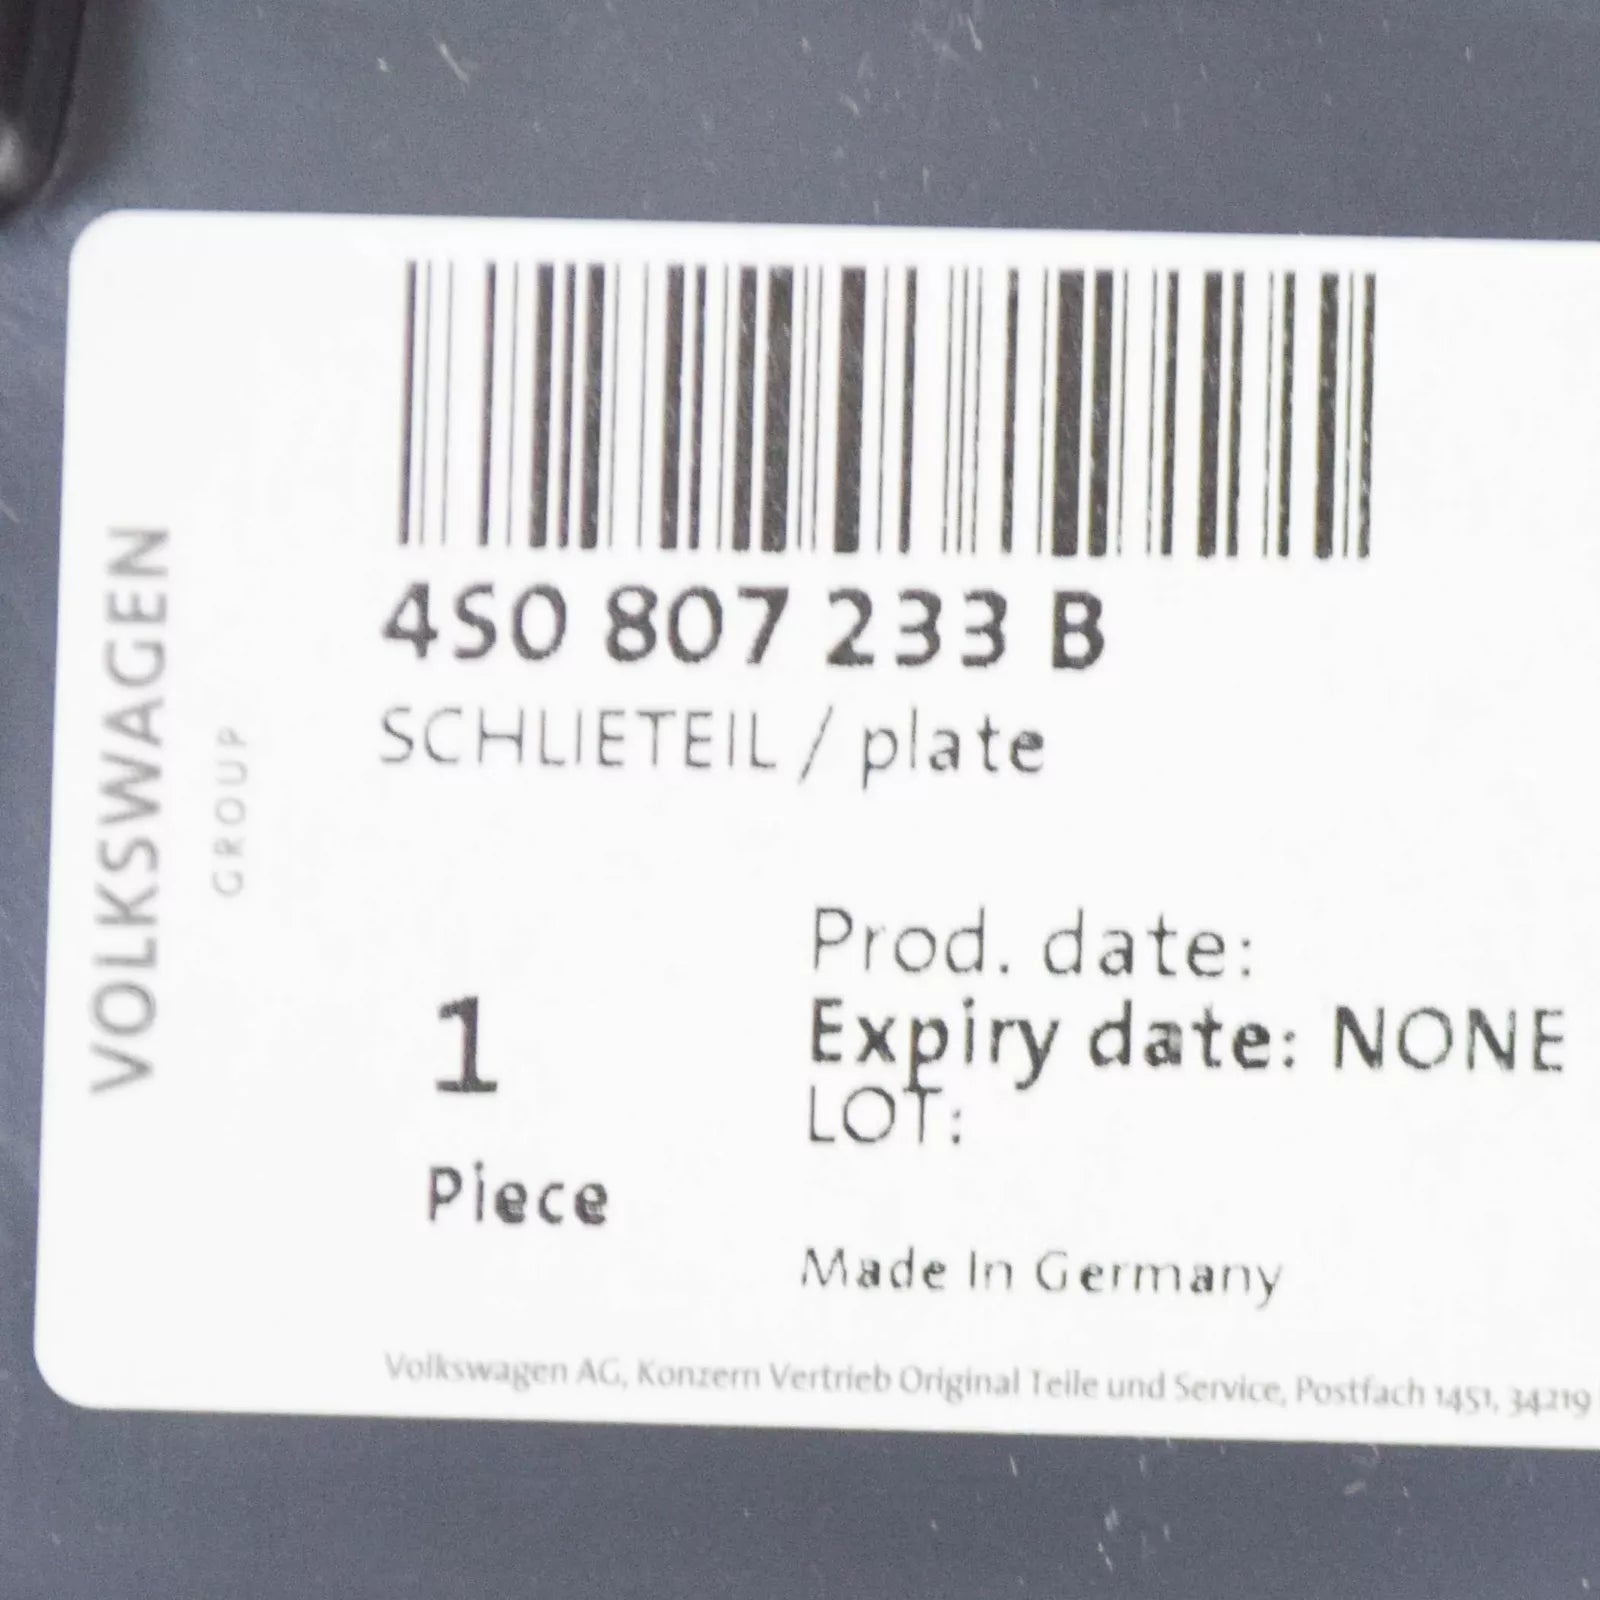 VOLKSWAGEN
GROUP
4S0 807 233 B
SCHLIETEIL / plate
1
Piece
Prod. date:
Expiry date: NONE
LOT:
Made In Germany
Volkswagen AG, Konzern Vertrieb Original Teile und Service, Postfach 1451, 34219